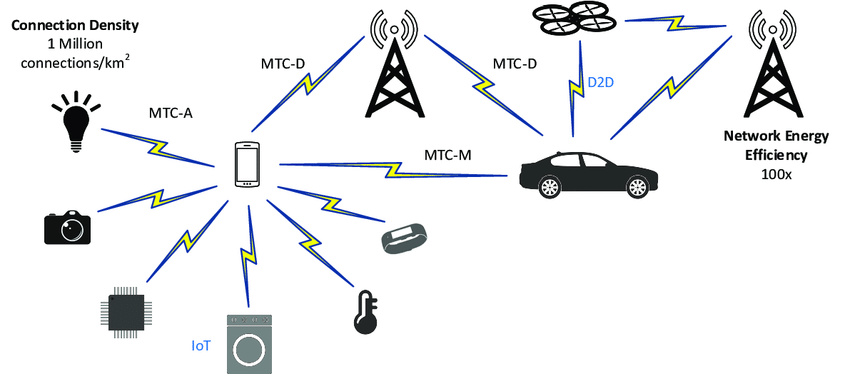 Connection Density
1 Million
connections/km²
MTC-D
MTC-D
D2D
MTC-A
MTC-M
Network Energy
Efficiency
100x
IoT